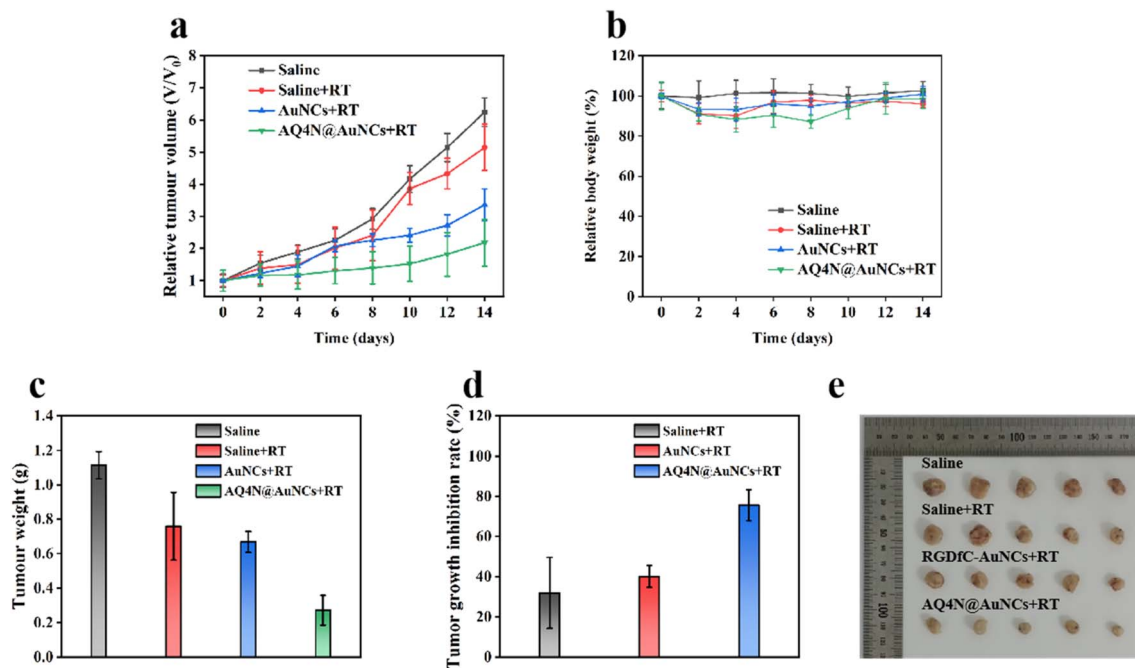 a
Relative tumour volume (V/V0)
8
7
6
5
4
3
2
1
0 2 4 6 8 10 12 14
Time (days)
Saline
Saline+RT
AuNCs+RT
AQ4N@AuNCs+RT
b
Relative body weight (%)
120
100
80
60
40
20
0
0 2 4 6 8 10 12 14
Time (days)
Saline
Saline+RT
AuNCs+RT
AQ4N@AuNCs+RT
c
Tumour weight (g)
1.4
1.2
1.0
0.8
0.6
0.4
0.2
0.0
Saline
Saline+RT
AuNCs+RT
AQ4N@AuNCs+RT
d
Tumor growth inhibition rate (%)
120
100
80
60
40
20
0
Saline+RT
AuNCs+RT
AQ4N@AuNCs+RT
e
Saline
Saline+RT
RGDfC-AuNCs+RT
AQ4N@AuNCs+RT
50 100
50
100